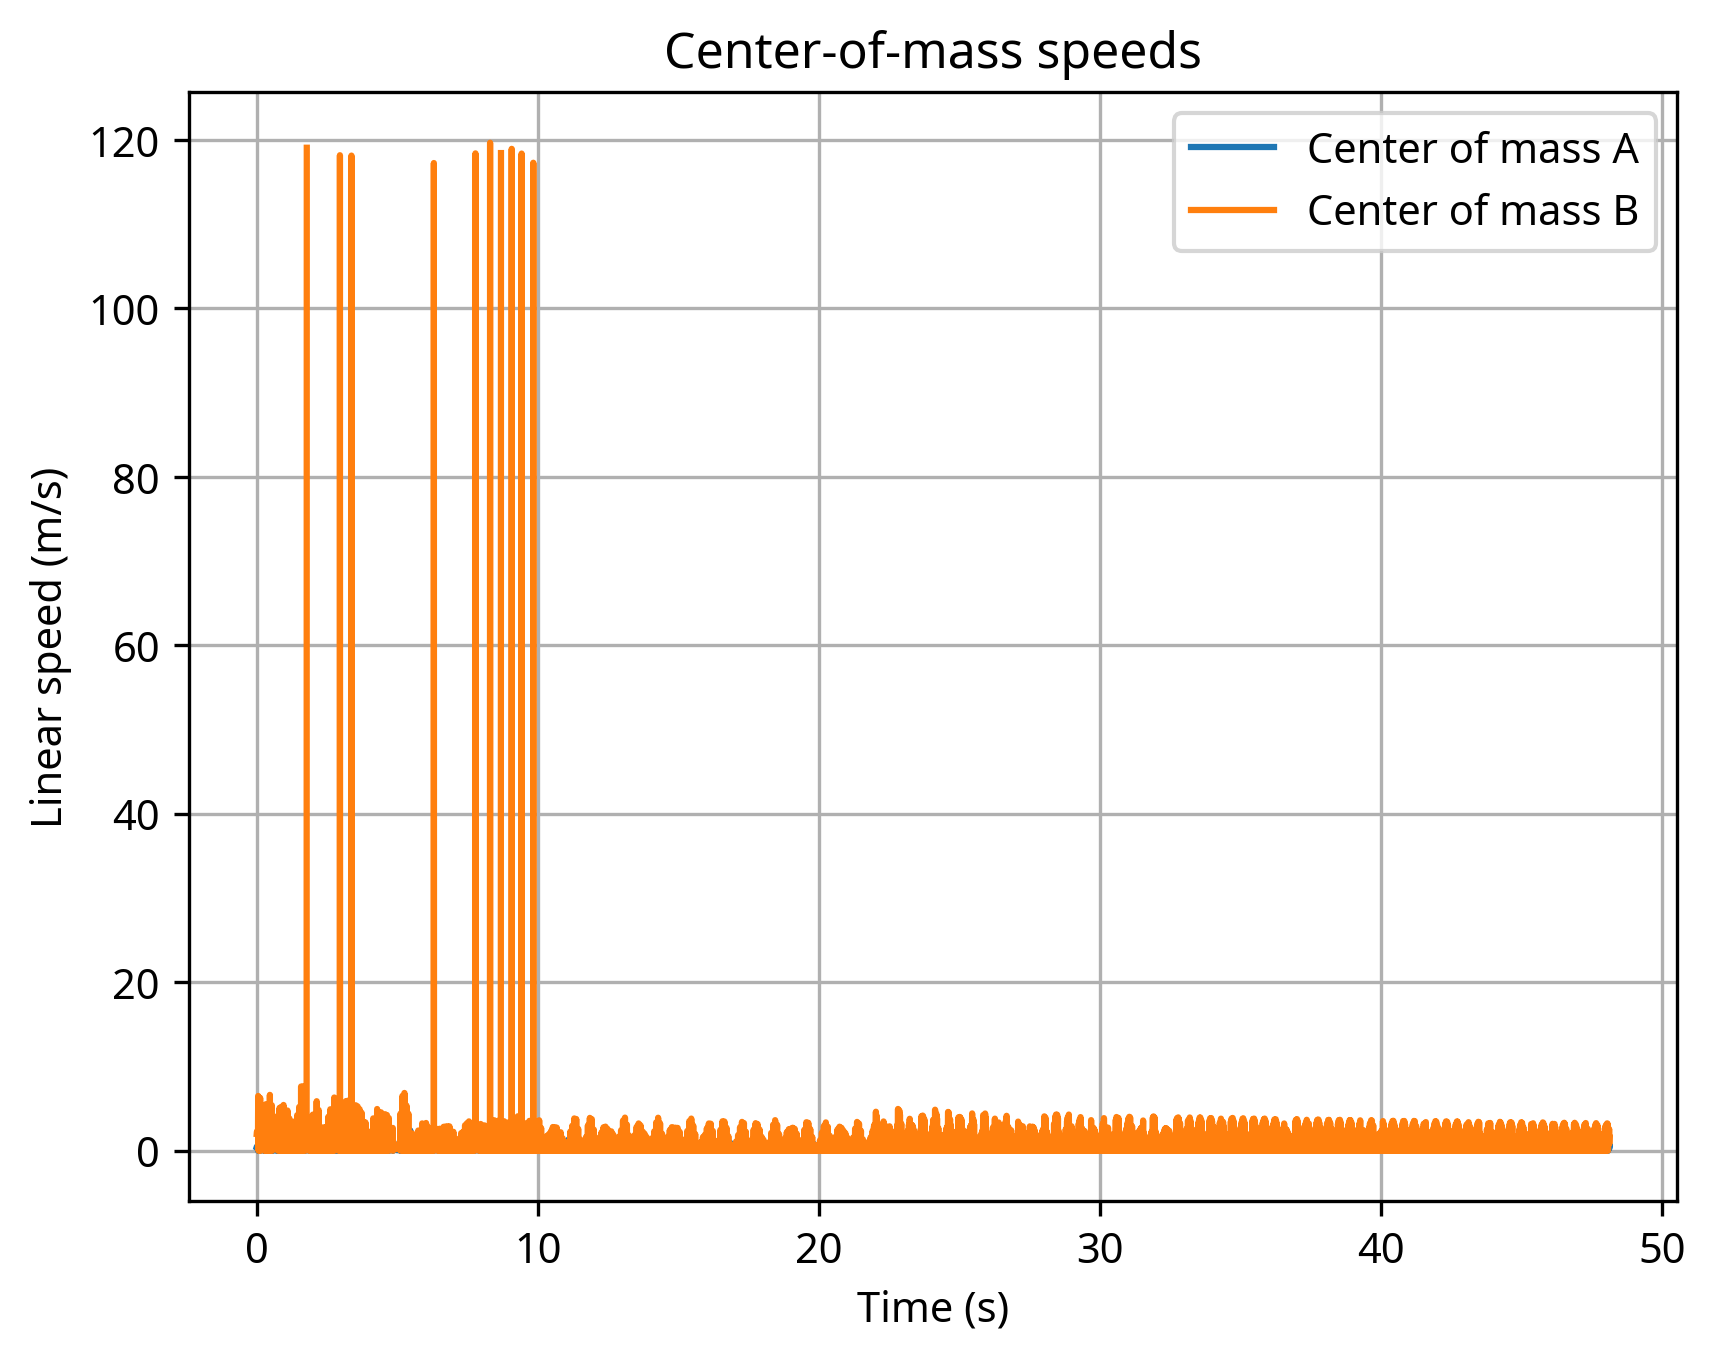 Center-of-mass speeds
Center of mass A
Center of mass B
Linear speed (m/s)
120
100
80
60
40
20
0
0 10 20 30 40 50
Time (s)